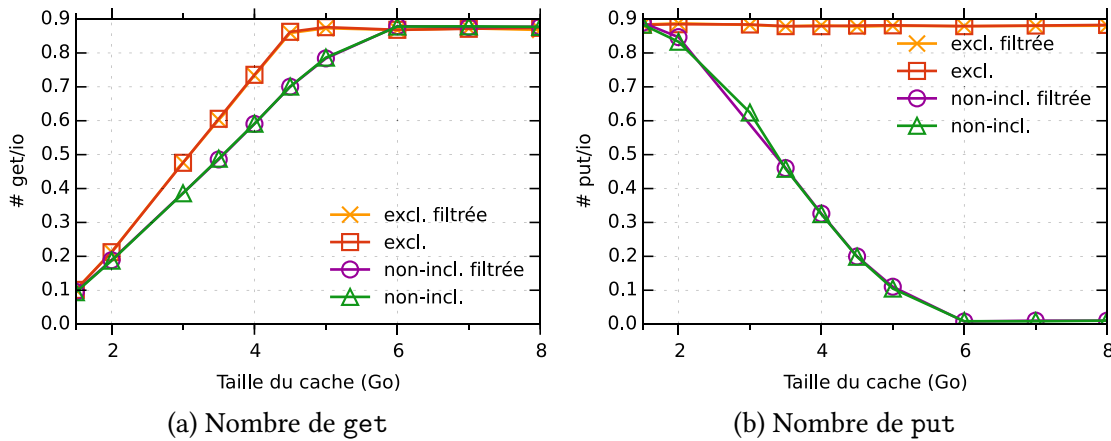 0.9
0.8
0.7
0.6
0.5
0.4
0.3
0.2
0.1
0.0
# get/io
excl. filtrée
excl.
non-incl. filtrée
non-incl.
2 4 6 8
Taille du cache (Go)
(a) Nombre de get
0.9
0.8
0.7
0.6
0.5
0.4
0.3
0.2
0.1
0.0
# put/io
excl. filtrée
excl.
non-incl. filtrée
non-incl.
2 4 6 8
Taille du cache (Go)
(b) Nombre de put